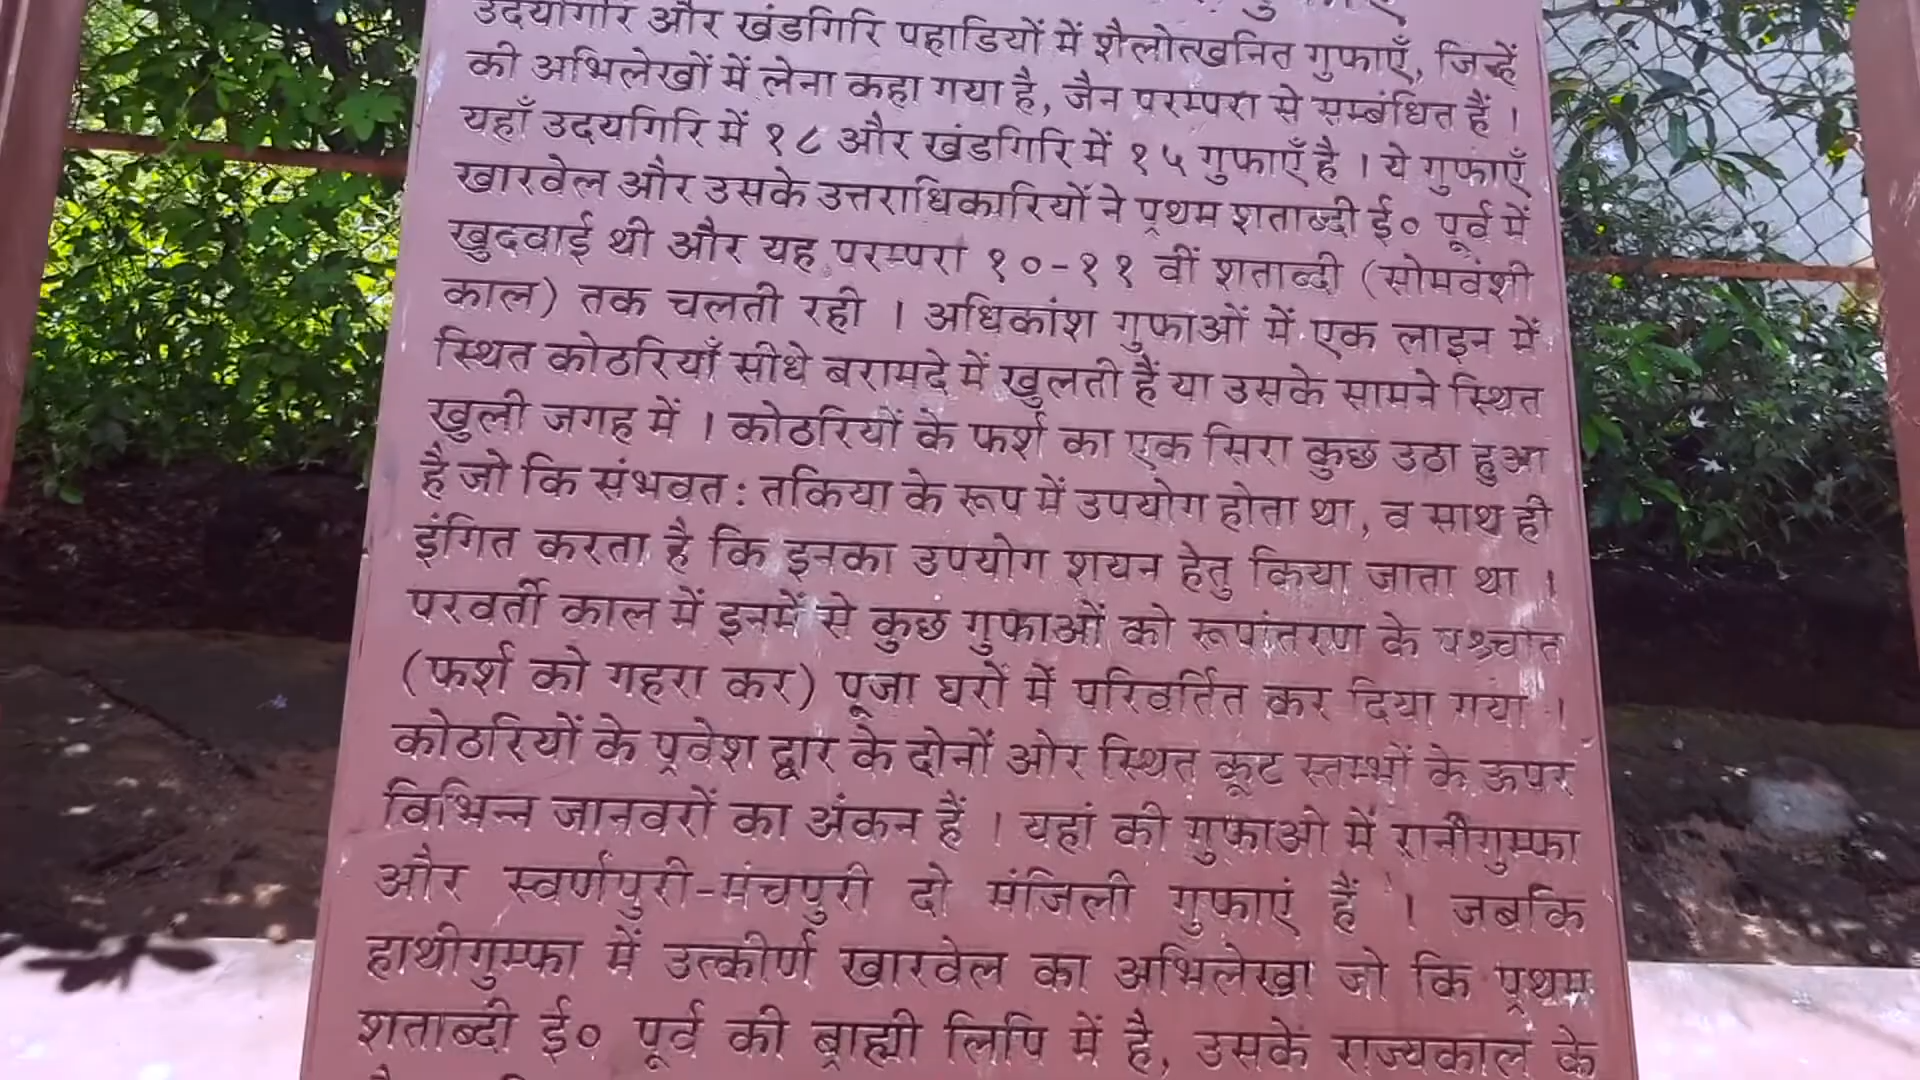 उदयगिरि और खंडगिरि पहाडियों में शैलोत्खनित गुफाएँ, जिन्हें
की अभिलेखों में लेना कहा गया है, जैन परम्परा से सम्बंधित हैं ।
यहाँ उदयगिरि में १८ और खंडगिरि में १५ गुफाएँ है । ये गुफाएँ
खारवेल और उसके उत्तराधिकारियों ने प्रथम शताब्दी ई० पूर्व में
खुदवाई थी और यह परम्परा १०-११ वीं शताब्दी (सोमवंशी
काल) तक चलती रही । अधिकांश गुफाओं में एक लाइन में
स्थित कोठरियाँ सीधे बरामदे में खुलती हैं या उसके सामने स्थित
खुली जगह में । कोठरियों के फर्श का एक सिरा कुछ उठा हुआ
है जो कि संभवत: तकिया के रूप में उपयोग होता था, व साथ ही
इंगित करता है कि इनका उपयोग शयन हेतु किया जाता था ।
परवर्ती काल में इनमें से कुछ गुफाओं को रूपांतरण के पश्चात
(फर्श को गहरा कर) पूजा घरों में परिवर्तित कर दिया गया ।
कोठरियों के प्रवेश द्वार के दोनों ओर स्थित कूट स्तम्भों के ऊपर
विभिन्न जानवरों का अंकन हैं । यहां की गुफाओ में रानीगुम्फा
और स्वर्णपुरी-मंचपुरी दो मंजिली गुफाएं हैं । जबकि
हाथीगुम्फा में उत्कीर्ण खारवेल का अभिलेख जो कि प्रथम
शताब्दी ई० पूर्व की ब्राह्मी लिपि में है, उसके राज्यकाल के